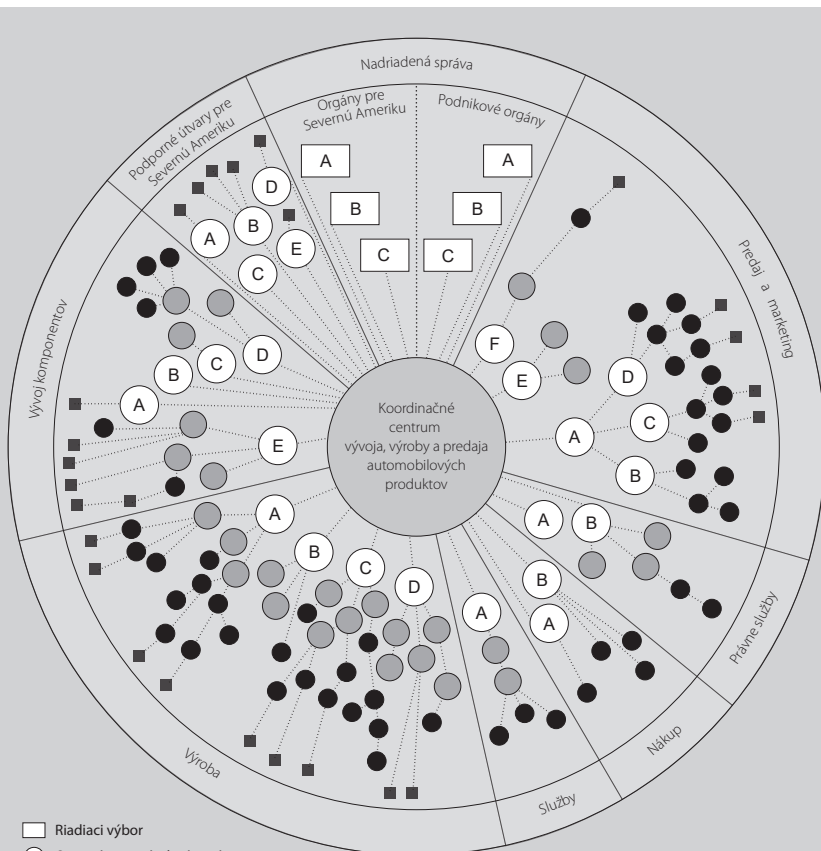 Nadriadená správa
Orgány pre
Severnú Ameriku
Podnikové orgány
Podporné útvary pre
Severnú Ameriku
A
B
C
A
B
C
D
B
A
E
C
Vývoj komponentov
D
C
B
A
E
Predaj a marketing
F
E
D
A
C
B
Koordinačné
centrum
vývoja, výroby a predaja
automobilových
produktov
Právne služby
A
B
Nákup
B
A
Služby
A
Výroba
A
B
C
D
Riadiaci výbor